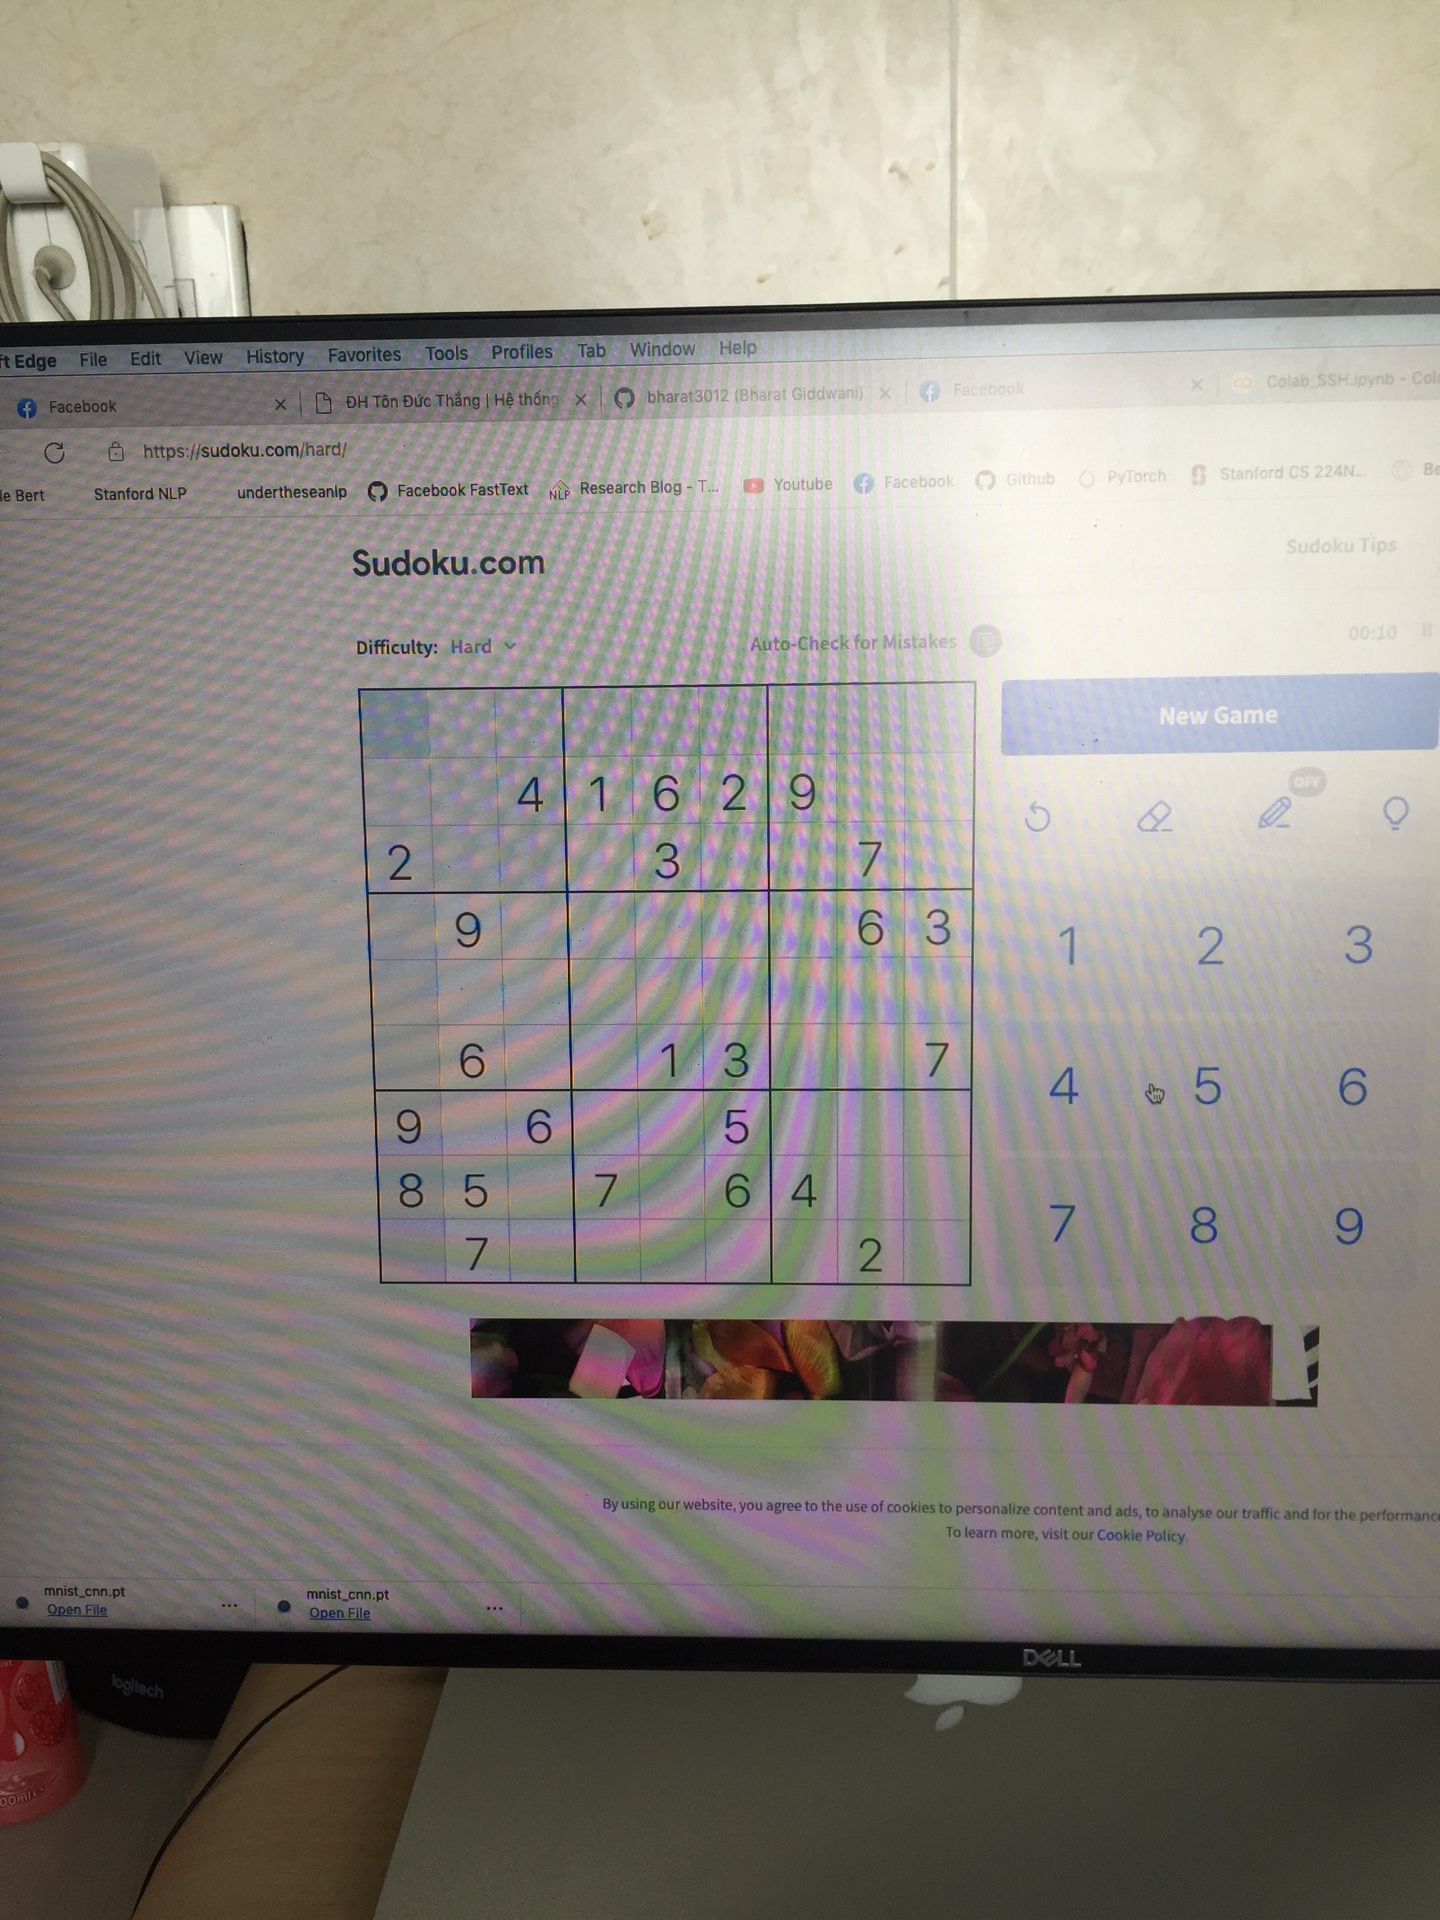 ft Edge File Edit View History Favorites Tools Profiles Tab Window Help
Facebook ĐH Tôn Đức Thắng | Hệ thống bharat3012 (Bharat Giddwani) Facebook Colab_SSH.ipynb - Col
https://sudoku.com/hard/
le Bert Stanford NLP undertheseanlp Facebook FastText NLP Research Blog - T... Youtube Facebook Github PyTorch Stanford CS 224N... Be
Sudoku.com
Sudoku Tips
Difficulty: Hard Auto-Check for Mistakes 00:10
New Game
OFF
4 1 6 2 9
2 3 7
9 6 3
6 1 3 7
9 6 5
8 5 7 6 4
7 2
1 2 3
4 5 6
7 8 9
By using our website, you agree to the use of cookies to personalize content and ads, to analyse our traffic and for the performance
To learn more, visit our Cookie Policy.
mnist_cnn.pt
Open File
mnist_cnn.pt
Open File
DELL
logitech
00ml